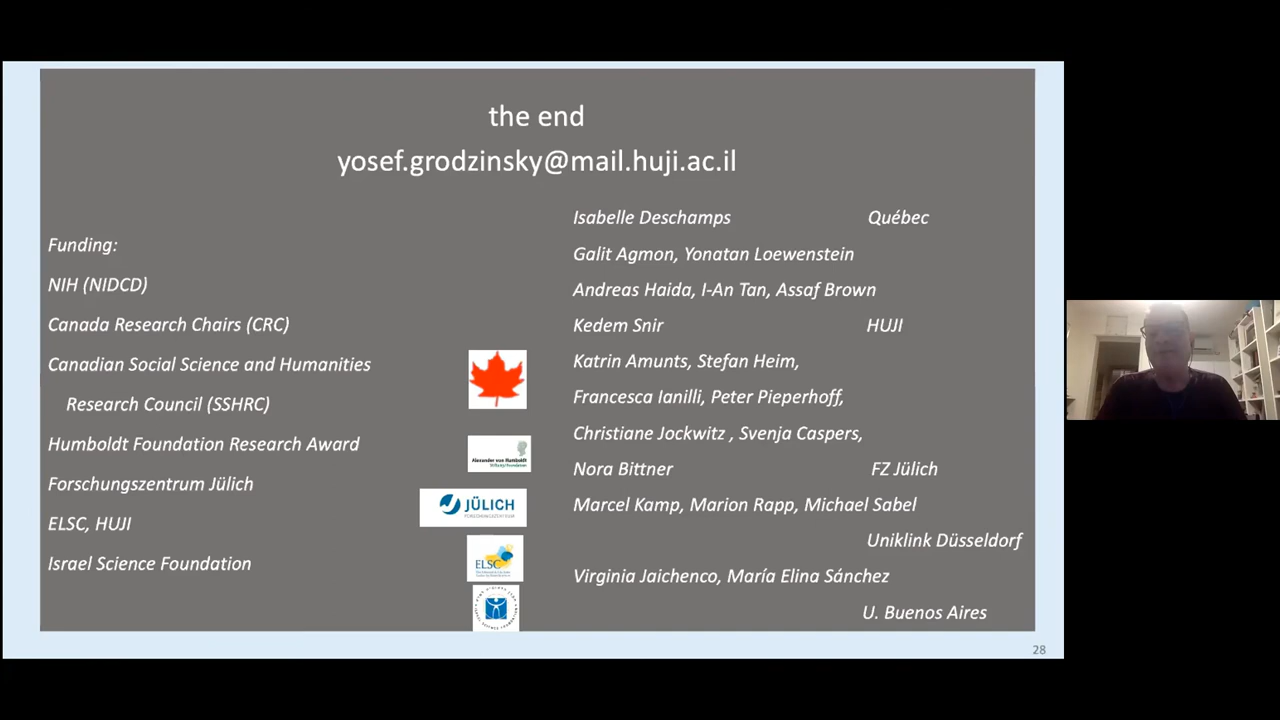 the end
yosef.grodzinsky@mail.huji.ac.il
Funding:
NIH (NIDCD)
Canada Research Chairs (CRC)
Canadian Social Science and Humanities
Research Council (SSHRC)
Humboldt Foundation Research Award
Forschungszentrum Jülich
ELSC, HUJI
Israel Science Foundation
Alexander von Humboldt
Stiftung/Foundation
JÜLICH
FORSCHUNGSZENTRUM
ELSC
Isabelle Deschamps Québec
Galit Agmon, Yonatan Loewenstein
Andreas Haida, I-An Tan, Assaf Brown
Kedem Snir HUJI
Katrin Amunts, Stefan Heim,
Francesca Ianilli, Peter Pieperhoff,
Christiane Jockwitz , Svenja Caspers,
Nora Bittner FZ Jülich
Marcel Kamp, Marion Rapp, Michael Sabel
Uniklink Düsseldorf
Virginia Jaichenco, María Elina Sánchez
U. Buenos Aires
28